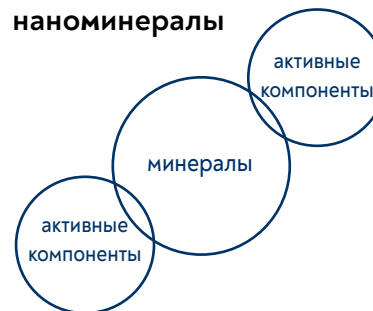 наноминералы
активные
компоненты
минералы
активные
компоненты